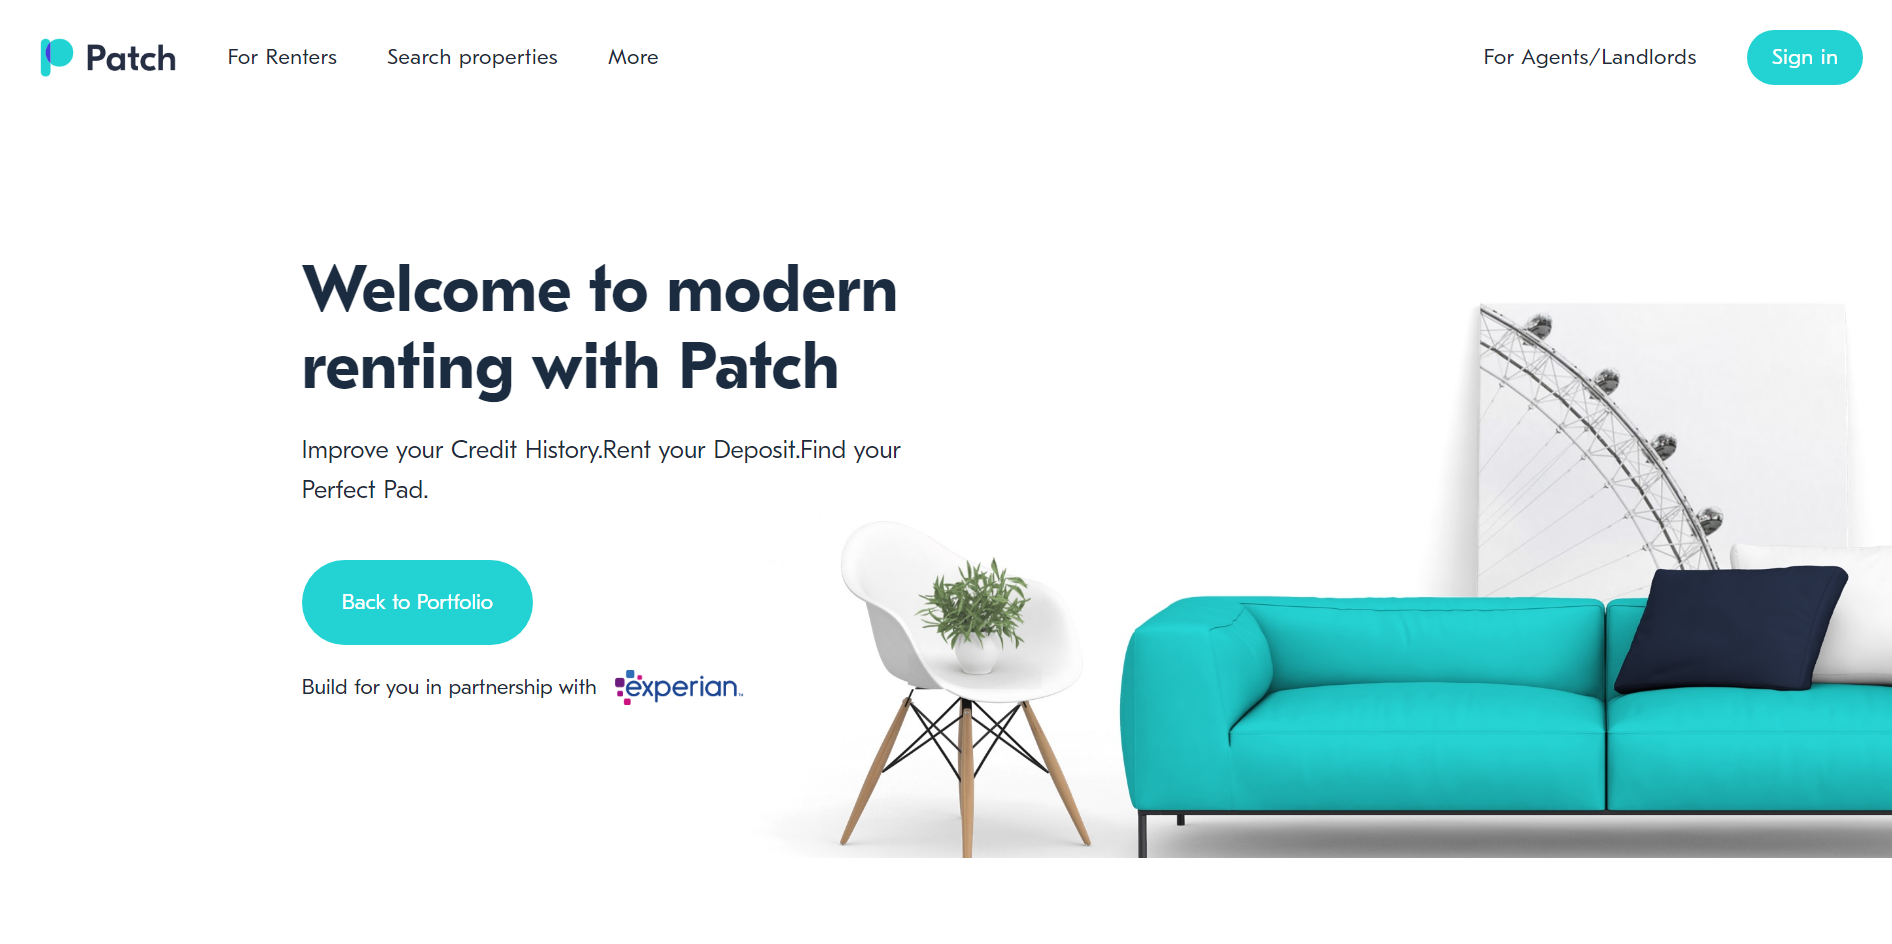 Patch
For Renters
Search properties
More
For Agents/Landlords
Sign in
Welcome to modern
renting with Patch
Improve your Credit History.Rent your Deposit.Find your
Perfect Pad.
Back to Portfolio
Build for you in partnership with
experian™